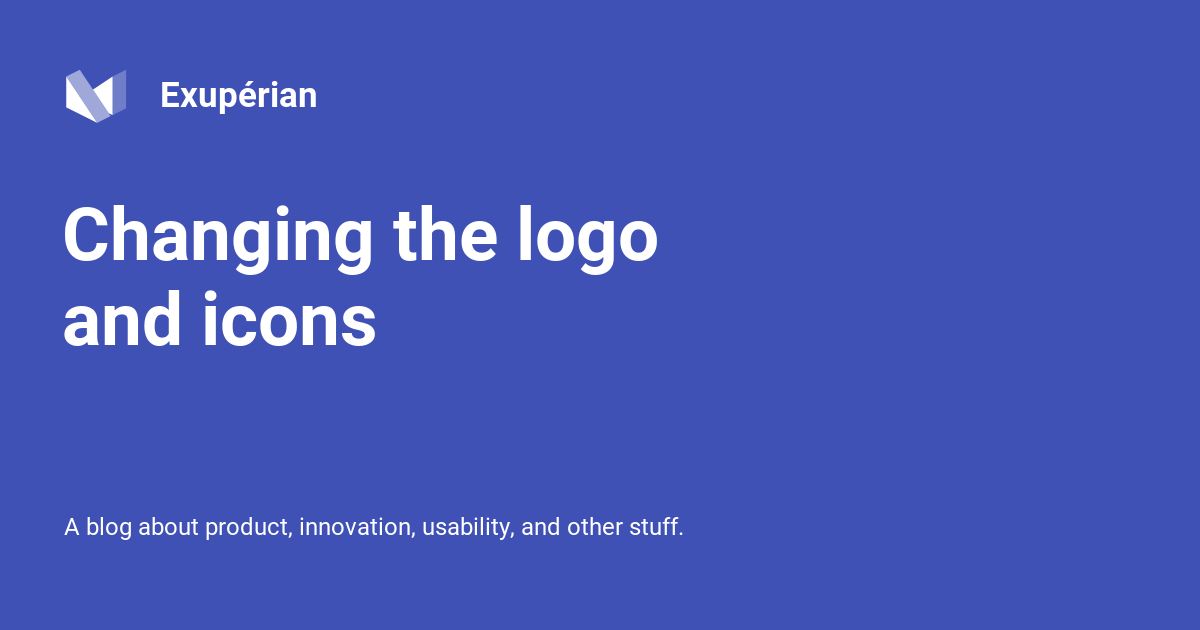 Exupérian
Changing the logo
and icons
A blog about product, innovation, usability, and other stuff.